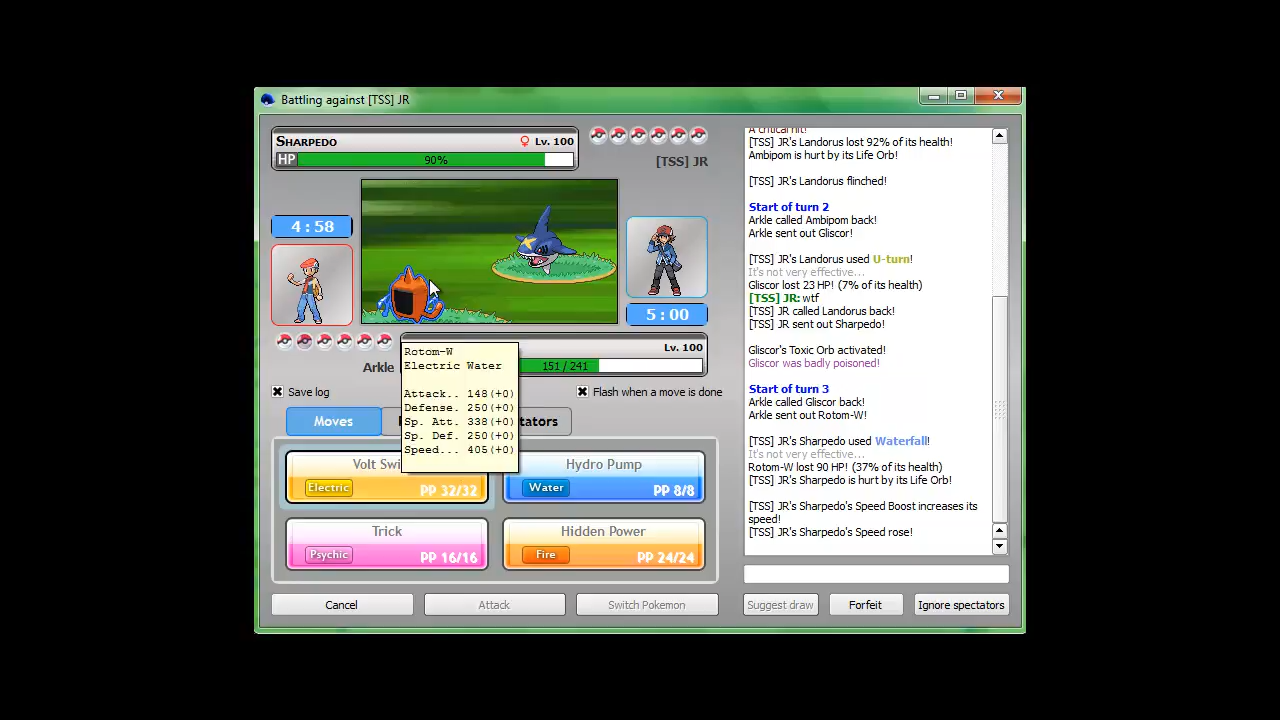 Battling against [TSS] JR
SHARPEDO ♀ Lv. 100
HP 90%
[TSS] JR
4:58
5:00
Lv. 100
151 / 241
Arkle
Rotom-W
Electric Water
Attack.. 148(+0)
Defense. 250(+0)
Sp. Att. 338(+0)
Sp. Def. 250(+0)
Speed... 405(+0)
Save log
Flash when a move is done
Moves
tators
Volt Swi
Electric PP 32/32
Hydro Pump
Water PP 8/8
Trick
Psychic PP 16/16
Hidden Power
Fire PP 24/24
Cancel
Attack
Switch Pokemon
A critical hit!
[TSS] JR's Landorus lost 92% of its health!
Ambipom is hurt by its Life Orb!
[TSS] JR's Landorus flinched!
Start of turn 2
Arkle called Ambipom back!
Arkle sent out Gliscor!
[TSS] JR's Landorus used U-turn!
It's not very effective...
Gliscor lost 23 HP! (7% of its health)
[TSS] JR: wtf
[TSS] JR called Landorus back!
[TSS] JR sent out Sharpedo!
Gliscor's Toxic Orb activated!
Gliscor was badly poisoned!
Start of turn 3
Arkle called Gliscor back!
Arkle sent out Rotom-W!
[TSS] JR's Sharpedo used Waterfall!
It's not very effective...
Rotom-W lost 90 HP! (37% of its health)
[TSS] JR's Sharpedo is hurt by its Life Orb!
[TSS] JR's Sharpedo's Speed Boost increases its
speed!
[TSS] JR's Sharpedo's Speed rose!
Suggest draw
Forfeit
Ignore spectators